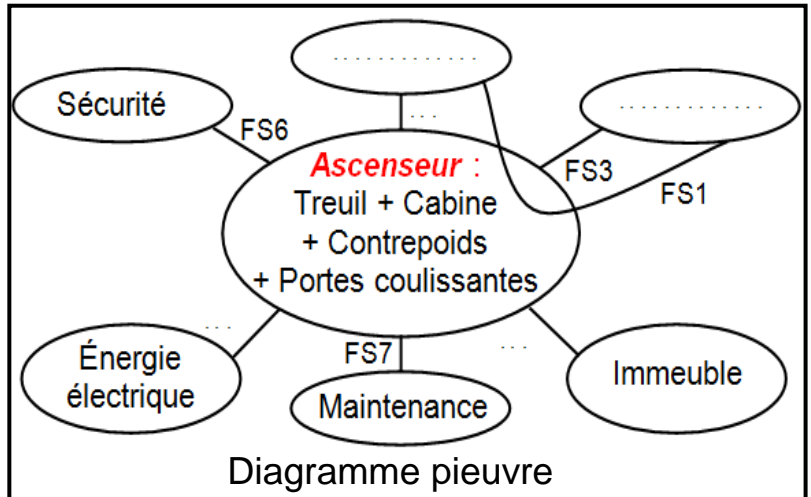 . . . . . . . . . . . . .
Sécurité
. . . . . . . . . . . . .
FS6
. . .
FS3
FS1
Ascenseur :
Treuil + Cabine
+ Contrepoids
+ Portes coulissantes
. . .
Énergie
électrique
FS7
Maintenance
. . .
Immeuble
Diagramme pieuvre